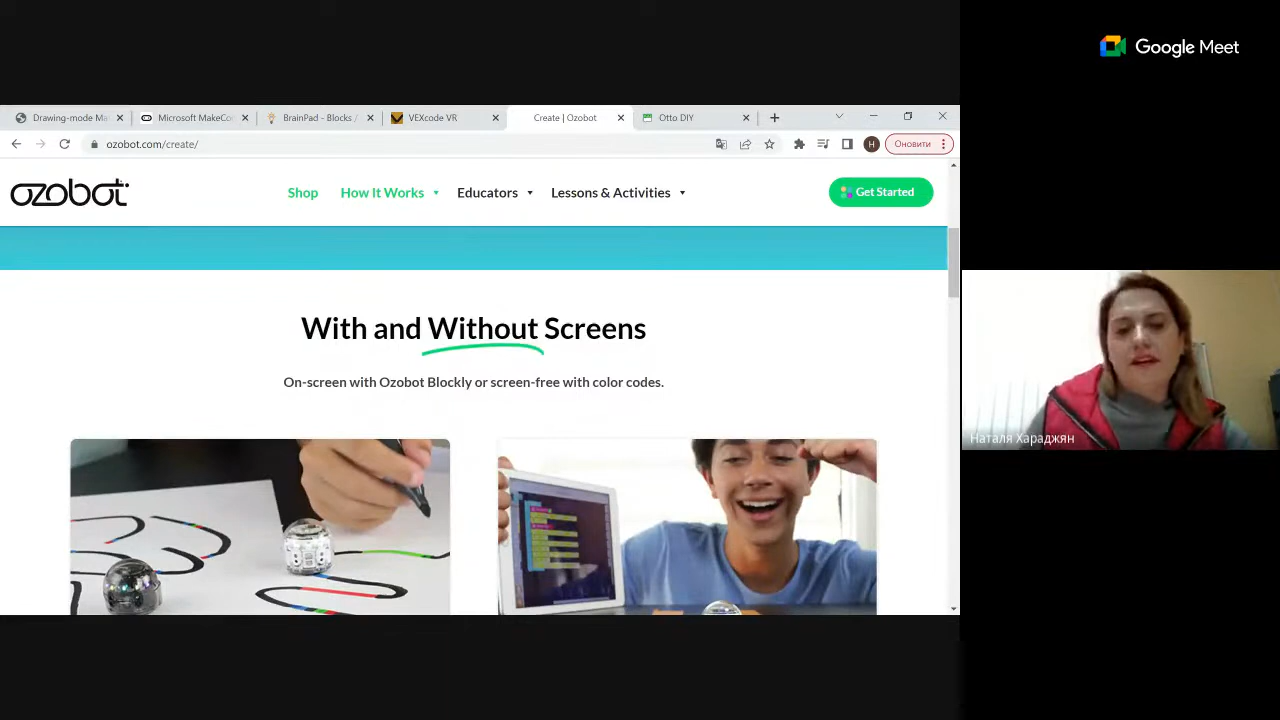 Google Meet
Drawing-mode Ma
Microsoft MakeCo
BrainPad - Blocks /
VEXcode VR
Create | Ozobot
Otto DIY
ozobot.com/create/
H
Оновити
ozobot
Shop
How It Works
Educators
Lessons & Activities
Get Started
With and Without Screens
On-screen with Ozobot Blockly or screen-free with color codes.
Наталя Хараджян